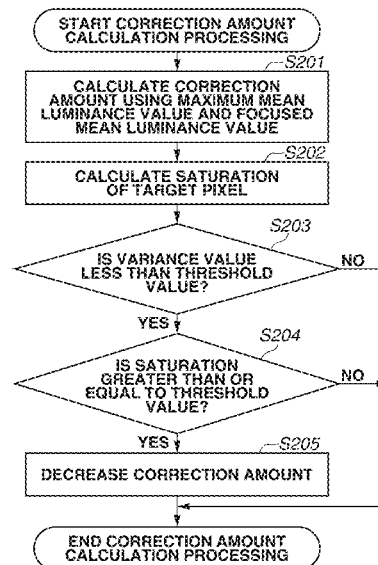 START CORRECTION AMOUNT
CALCULATION PROCESSING
S201
CALCULATE CORRECTION
AMOUNT USING MAXIMUM MEAN
LUMINANCE VALUE AND FOCUSED
MEAN LUMINANCE VALUE
S202
CALCULATE SATURATION
OF TARGET PIXEL
S203
IS VARIANCE VALUE
LESS THAN THRESHOLD
VALUE?
NO
YES
S204
IS SATURATION
GREATER THAN OR
EQUAL TO THRESHOLD
VALUE?
NO
YES
S205
DECREASE CORRECTION AMOUNT
END CORRECTION AMOUNT
CALCULATION PROCESSING